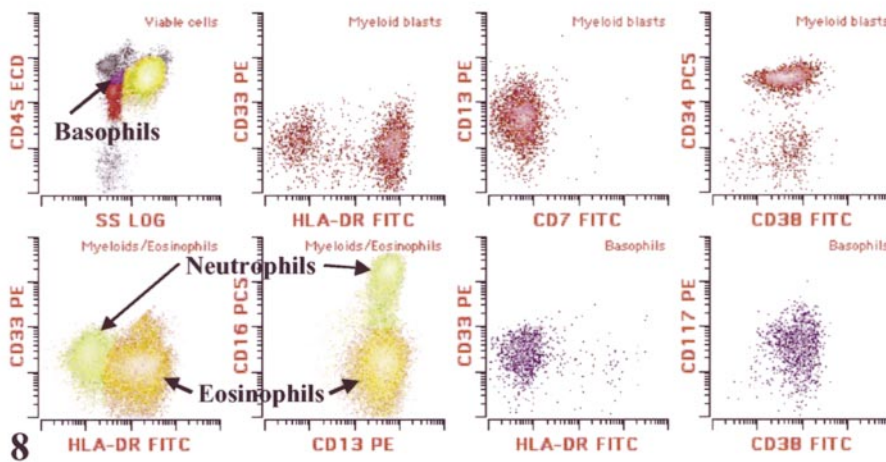 Viable cells
CD45 ECD
Basophils
SS LOG
Myeloid blasts
CD33 PE
HLA-DR FITC
Myeloid blasts
CD13 PE
CD7 FITC
Myeloid blasts
CD34 PC5
CD38 FITC
Myeloids/Eosinophils
CD33 PE
HLA-DR FITC
Neutrophils
Myeloids/Eosinophils
CD16 PC5
Eosinophils
CD13 PE
Basophils
CD33 PE
HLA-DR FITC
Basophils
CD117 PE
CD38 FITC
8